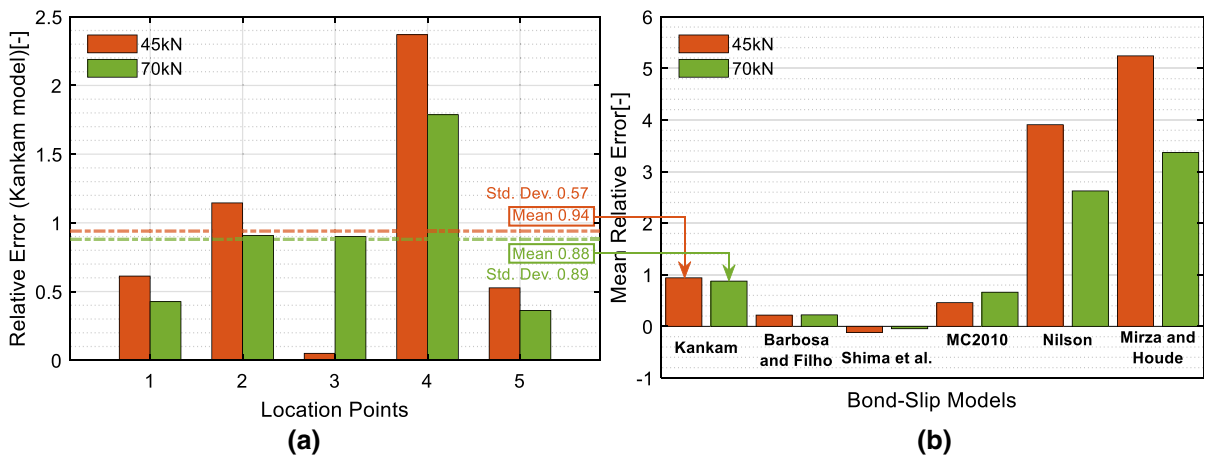 Relative Error (Kankam model)[-]
2.5
2
1.5
1
0.5
0
45kN
70kN
Std. Dev. 0.57
Mean 0.94
Mean 0.88
Std. Dev. 0.89
1 2 3 4 5
Location Points
(a)
Mean Relative Error[-]
6
5
4
3
2
1
0
-1
45kN
70kN
Kankam
Barbosa
and Filho
Shima et al.
MC2010
Nilson
Mirza and
Houde
Bond-Slip Models
(b)